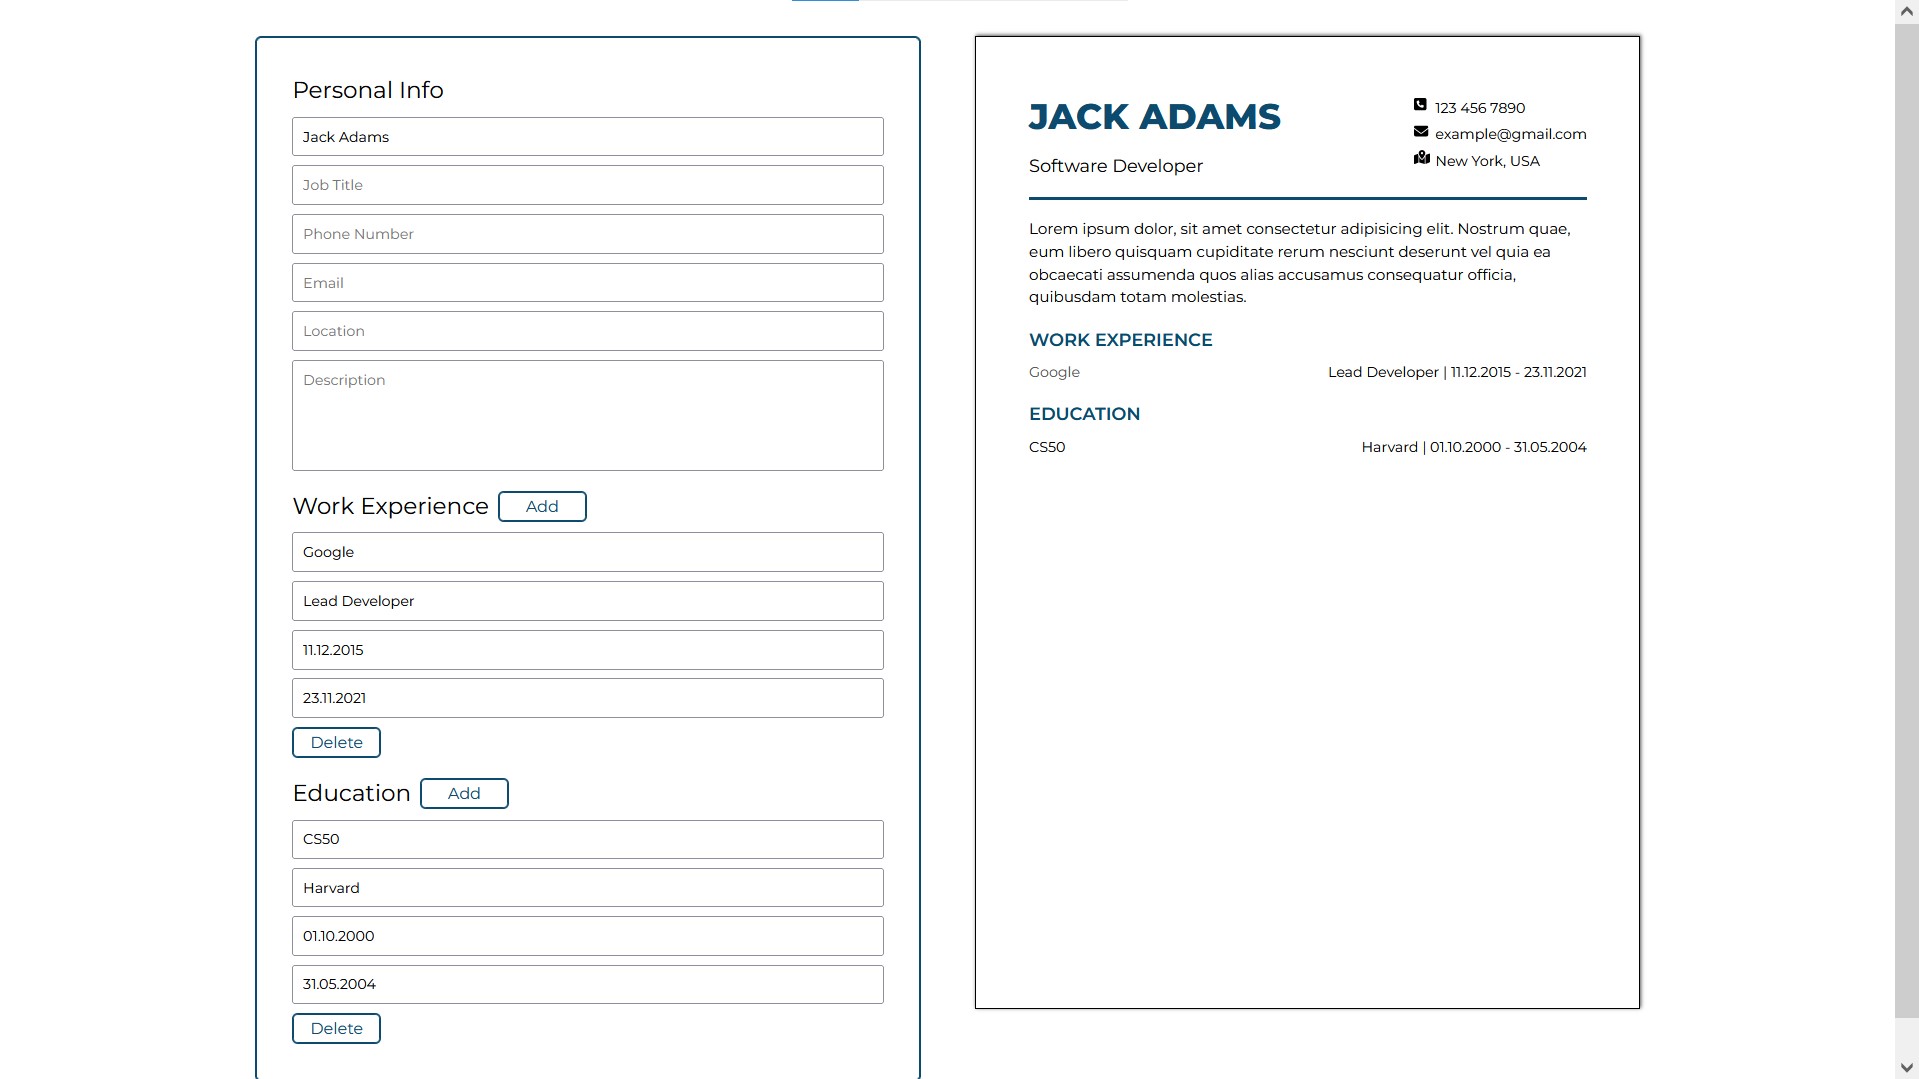 Personal Info
Jack Adams
Job Title
Phone Number
Email
Location
Description
Work Experience Add
Google
Lead Developer
11.12.2015
23.11.2021
Delete
Education Add
CS50
Harvard
01.10.2000
31.05.2004
Delete
JACK ADAMS
Software Developer
123 456 7890
example@gmail.com
New York, USA
Lorem ipsum dolor, sit amet consectetur adipisicing elit. Nostrum quae,
eum libero quisquam cupiditate rerum nesciunt deserunt vel quia ea
obcaecati assumenda quos alias accusamus consequatur officia,
quibusdam totam molestias.
WORK EXPERIENCE
Google Lead Developer | 11.12.2015 - 23.11.2021
EDUCATION
CS50 Harvard | 01.10.2000 - 31.05.2004